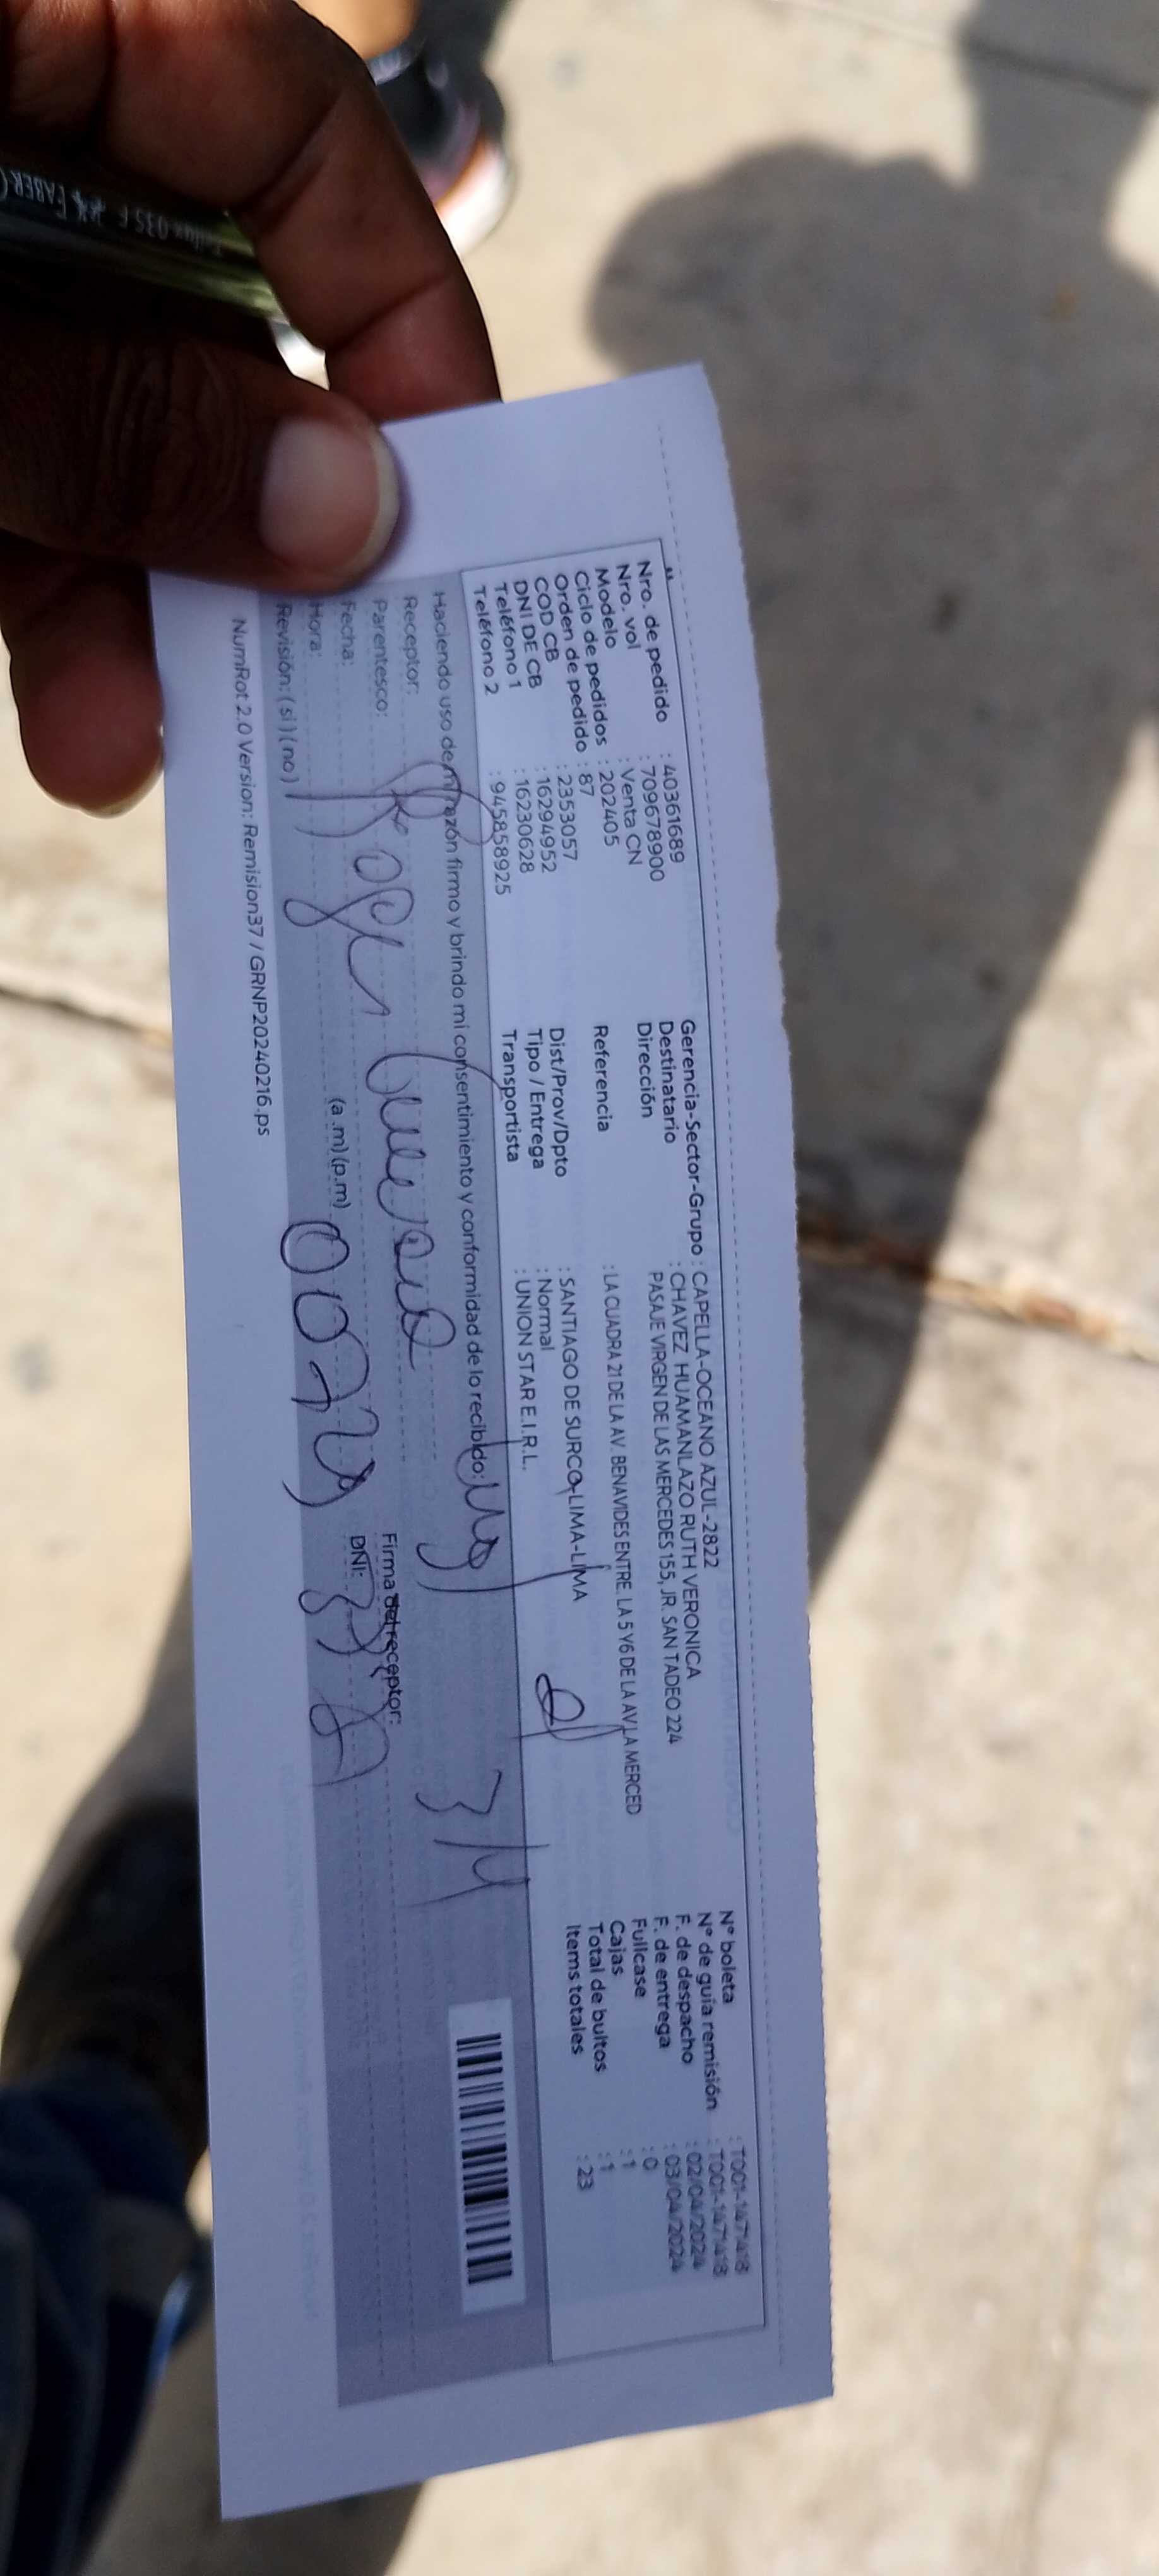 Nro. de pedido : 40361689
Nro. vol : 709678900
Modelo : Venta CN
Ciclo de pedidos : 202405
Orden de pedido : 87
COD CB : 2353057
DNI DE CB : 16294952
Teléfono 1 : 16230628
Teléfono 2 : 945858925
Gerencia-Sector-Grupo : CAPELLA-OCEANO AZUL-2822
Destinatario : CHAVEZ HUAMANLAZO RUTH VERONICA
Dirección PASAJE VIRGEN DE LAS MERCEDES 155, JR. SAN TADEO 224
Referencia : LA CUADRA 21 DE LA AV. BENAVIDES ENTRE. LA 5 Y6 DE LA AV LA MERCED
Dist/Prov/Dpto : SANTIAGO DE SURCO-LIMA-LIMA
Tipo / Entrega : Normal
Transportista : UNION STAR E.I.R.L.
N° boleta : T001-147148
N° de guía remisión : T001-147148
F. de despacho : 02/04/2024
F. de entrega : 03/04/2024
Fullcase : 0
Cajas : 1
Total de bultos : 1
Items totales : 23
Haciendo uso de mi razón firmo y brindo mi consentimiento y conformidad de lo recibido:
Receptor:
Parentesco:
Fecha:
Hora: (a.m) (p.m)
Revisión: ( si ) ( no )
Firma del receptor:
DNI:
NumRot 2.0 Version: Remision37 / GRNP20240216.ps
FABER